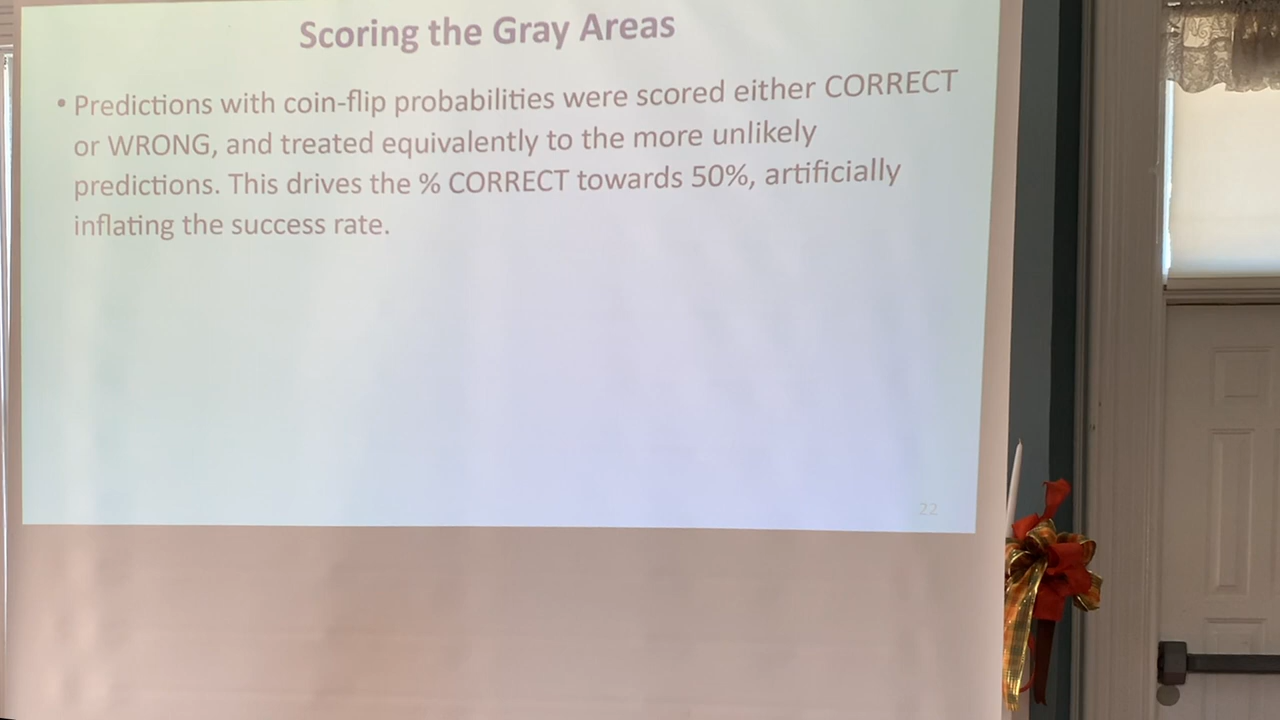 Scoring the Gray Areas
• Predictions with coin-flip probabilities were scored either CORRECT
or WRONG, and treated equivalently to the more unlikely
predictions. This drives the % CORRECT towards 50%, artificially
inflating the success rate.
22